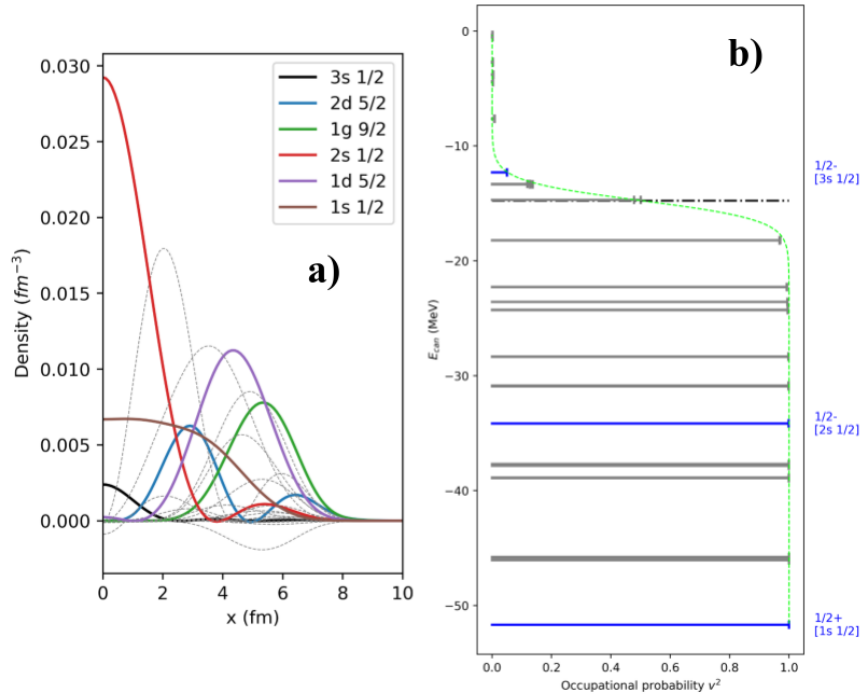 0.030
0.025
0.020
0.015
0.010
0.005
0.000
Density (fm⁻³)
0 2 4 6 8 10
x (fm)
3s 1/2
2d 5/2
1g 9/2
2s 1/2
1d 5/2
1s 1/2
a)
b)
0
−10
−20
−30
−40
−50
E_can (MeV)
0.0 0.2 0.4 0.6 0.8 1.0
Occupational probability v²
1/2-
[3s 1/2]
1/2-
[2s 1/2]
1/2+
[1s 1/2]